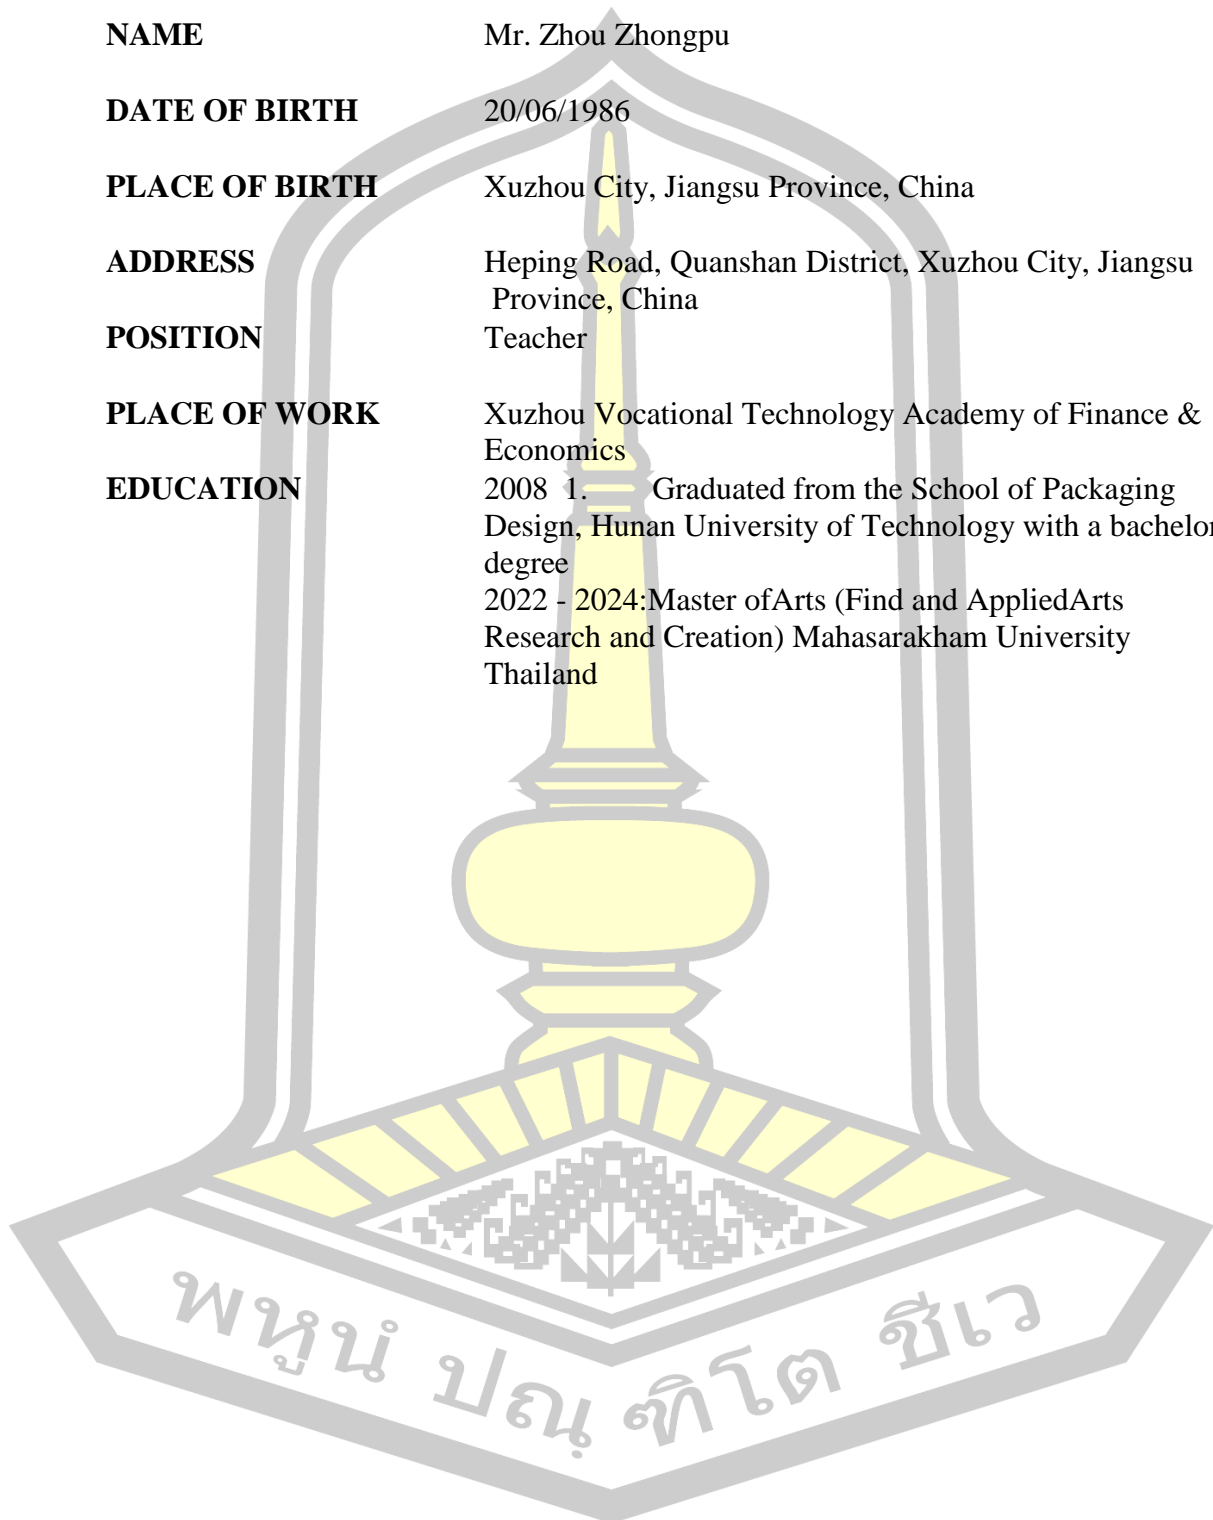 NAME Mr. Zhou Zhongpu
DATE OF BIRTH 20/06/1986
PLACE OF BIRTH Xuzhou City, Jiangsu Province, China
ADDRESS Heping Road, Quanshan District, Xuzhou City, Jiangsu
Province, China
POSITION Teacher
PLACE OF WORK Xuzhou Vocational Technology Academy of Finance &
Economics
EDUCATION 2008 1. Graduated from the School of Packaging
Design, Hunan University of Technology with a bachelor
degree
2022 - 2024:Master ofArts (Find and AppliedArts
Research and Creation) Mahasarakham University
Thailand
พหูนํ ปณฺ ฑิโต ชีเว